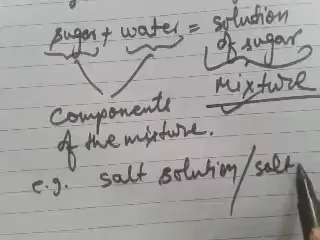 sugar + water = solution
of sugar
Mixture
Components
of the mixture.
e.g. salt solution / salt